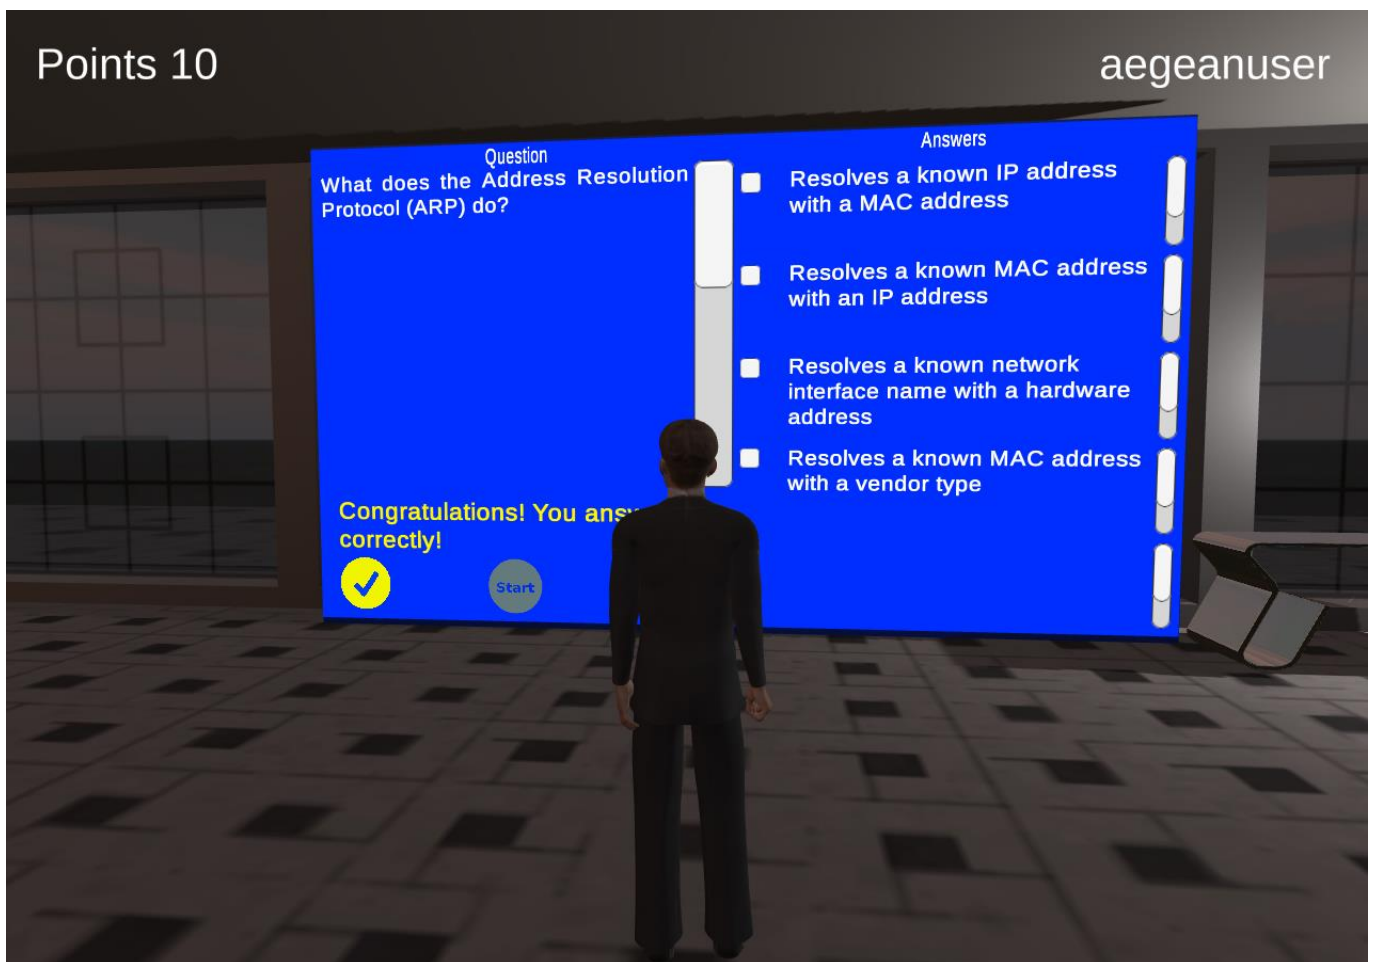 Points 10
aegeanuser
Question
What does the Address Resolution
Protocol (ARP) do?
Answers
Resolves a known IP address
with a MAC address
Resolves a known MAC address
with an IP address
Resolves a known network
interface name with a hardware
address
Resolves a known MAC address
with a vendor type
Congratulations! You
correctly!
Start